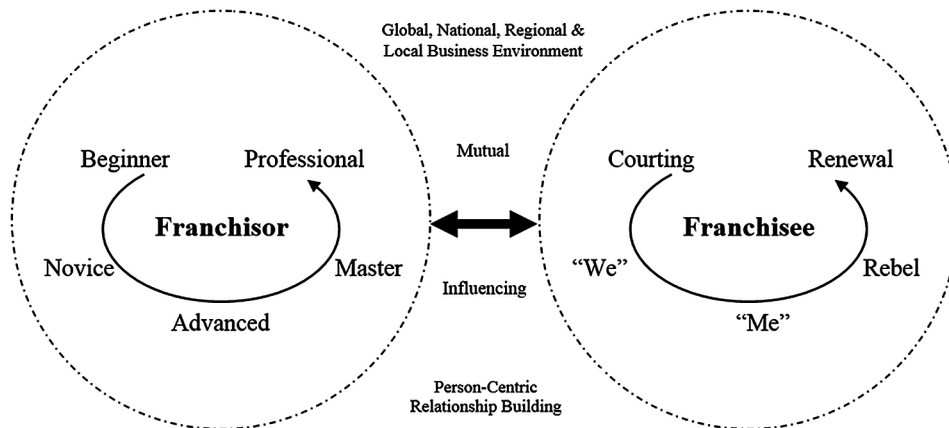 Global, National, Regional &
Local Business Environment
Beginner
Professional
Franchisor
Novice
Master
Advanced
Mutual
Influencing
Courting
Renewal
Franchisee
“We”
Rebel
“Me”
Person-Centric
Relationship Building